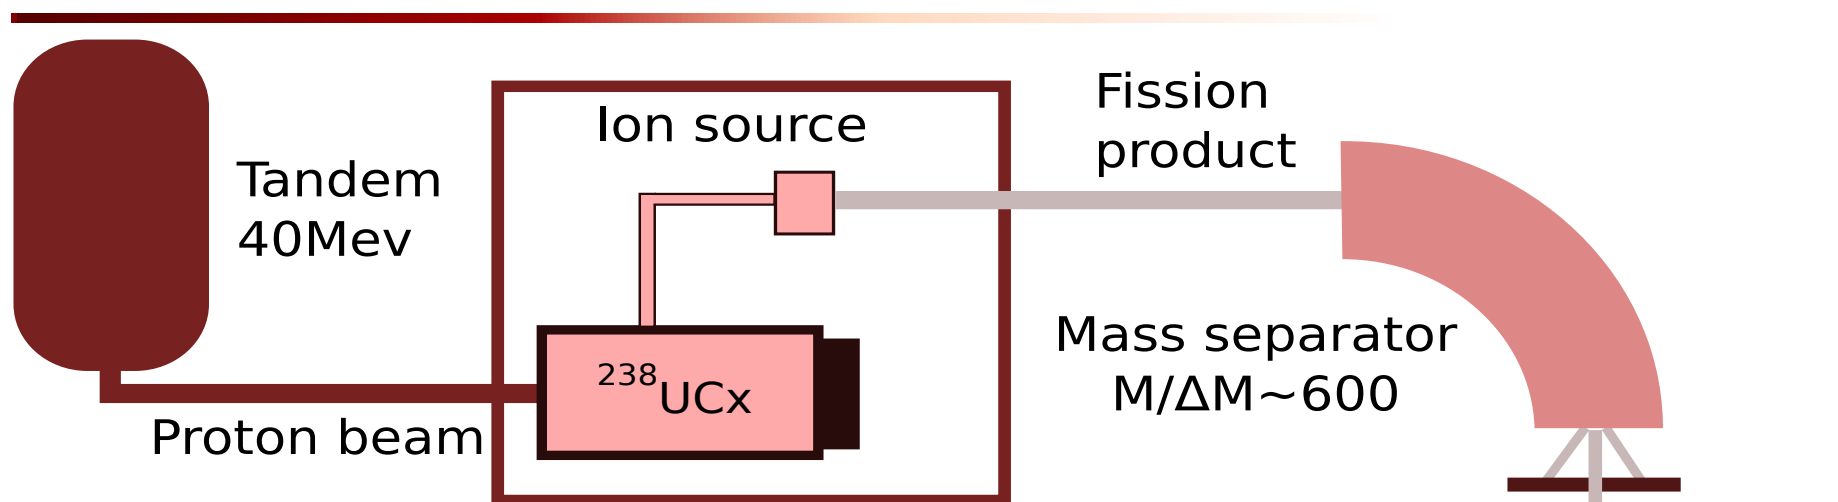 Tandem
40Mev
Proton beam
Ion source
²³⁸UCx
Fission
product
Mass separator
M/ΔM~600